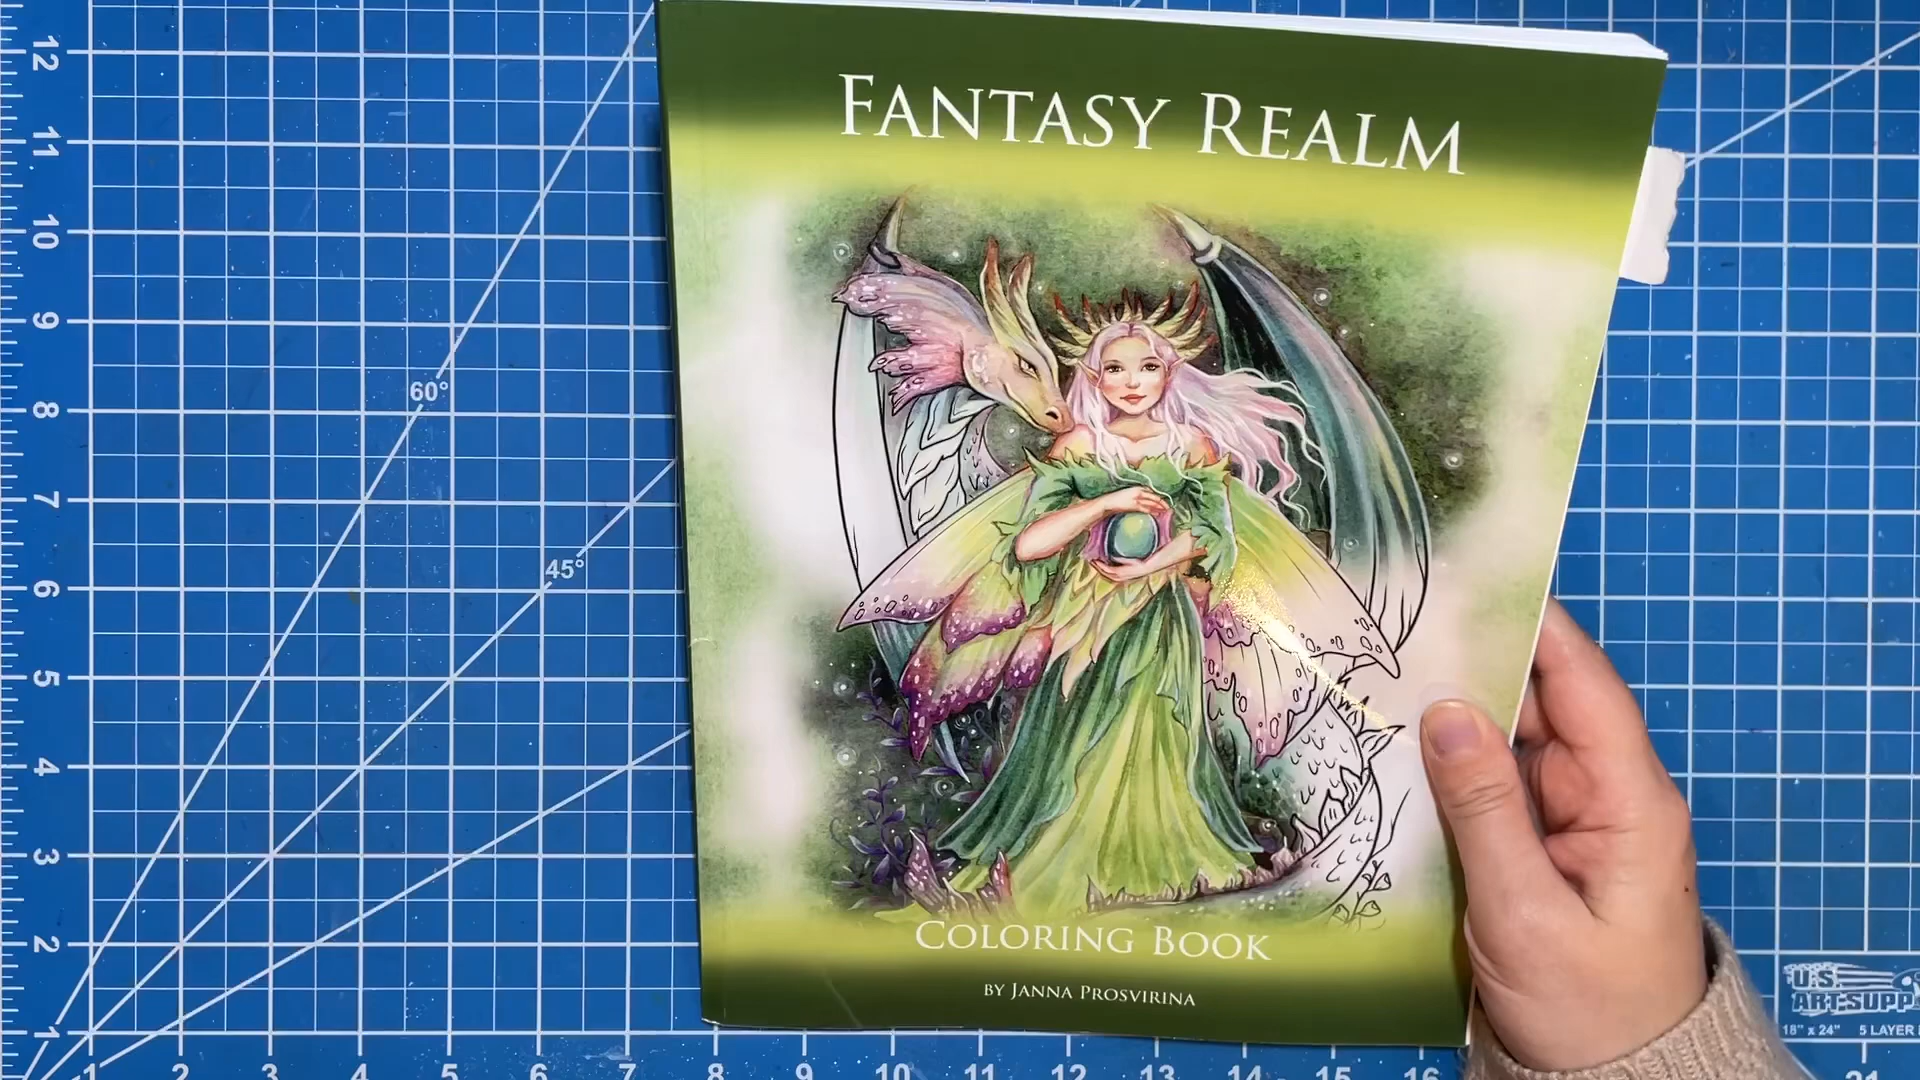 FANTASY REALM
COLORING BOOK
BY JANNA PROSVIRINA
12
11
10
9
8
7
6
5
4
3
2
1
60°
45°
1 2 3 4 5 6 7 8 9 10 11 12 13 14 15 16 21
U.S.
ART SUPP
18" x 24" 5 LAYER